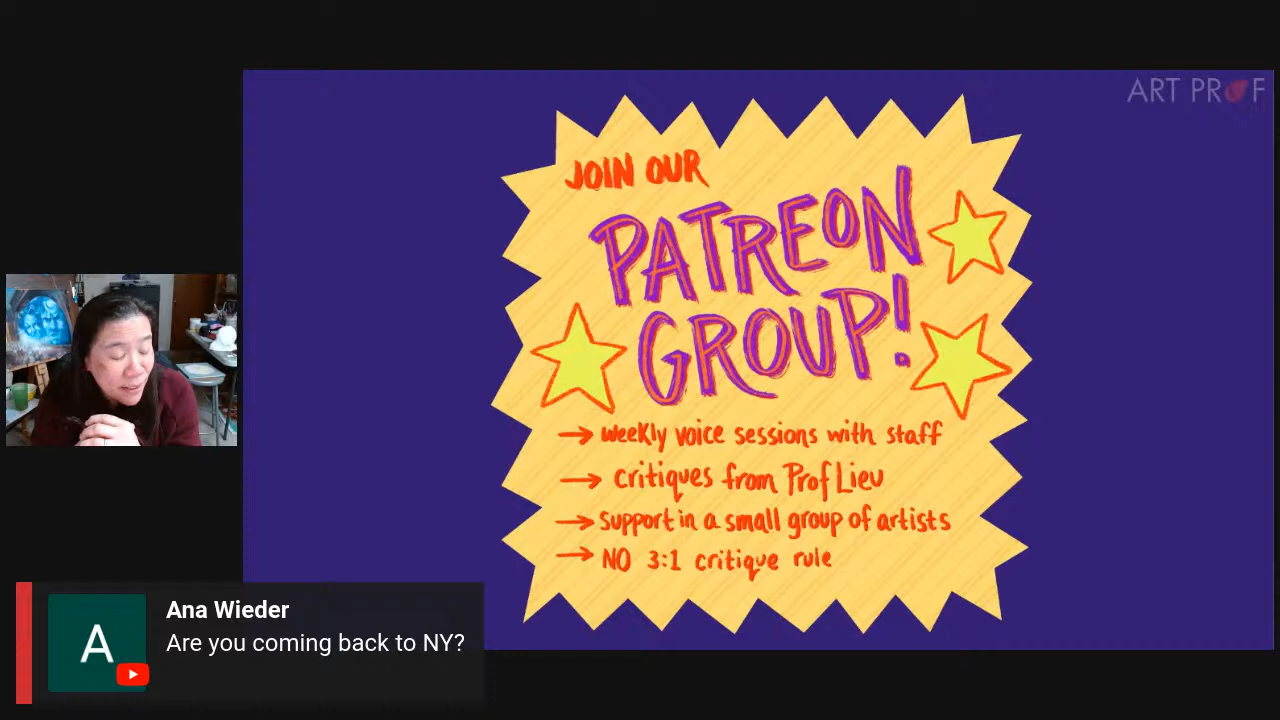 ART PROF
JOIN OUR
PATREON
GROUP!
→ weekly voice sessions with staff
→ critiques from Prof Lieu
→ support in a small group of artists
→ NO 3:1 critique rule
A
Ana Wieder
Are you coming back to NY?